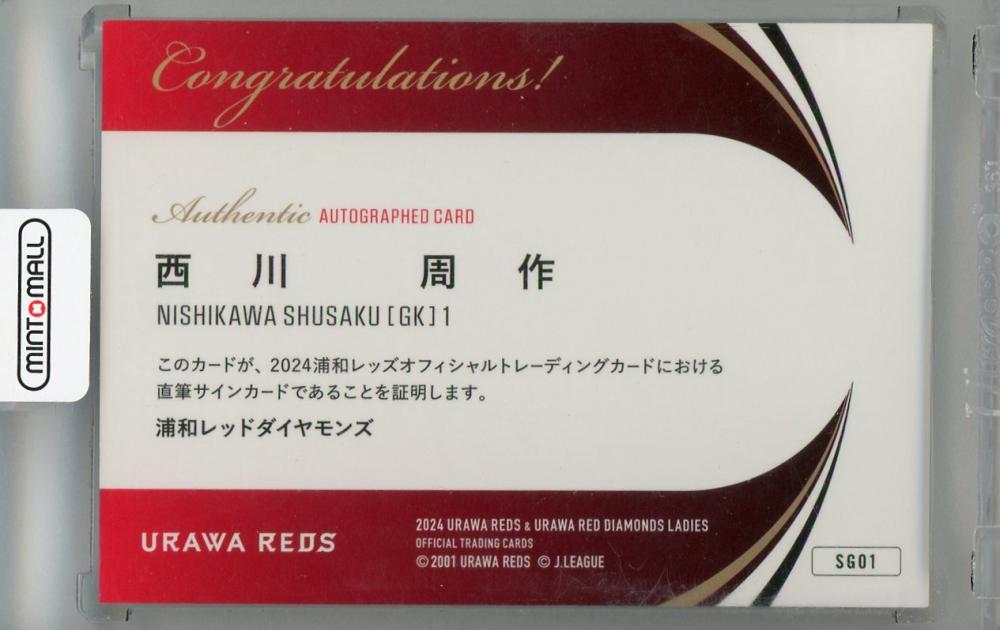 Congratulations!
Authentic AUTOGRAPHED CARD
西川 周作
NISHIKAWA SHUSAKU [GK] 1
このカードが、2024浦和レッズオフィシャルトレーディングカードにおける
直筆サインカードであることを証明します。
浦和レッドダイヤモンズ
URAWA REDS
2024 URAWA REDS & URAWA RED DIAMONDS LADIES
OFFICIAL TRADING CARDS
©2001 URAWA REDS © J.LEAGUE
SG01
MINT MALL